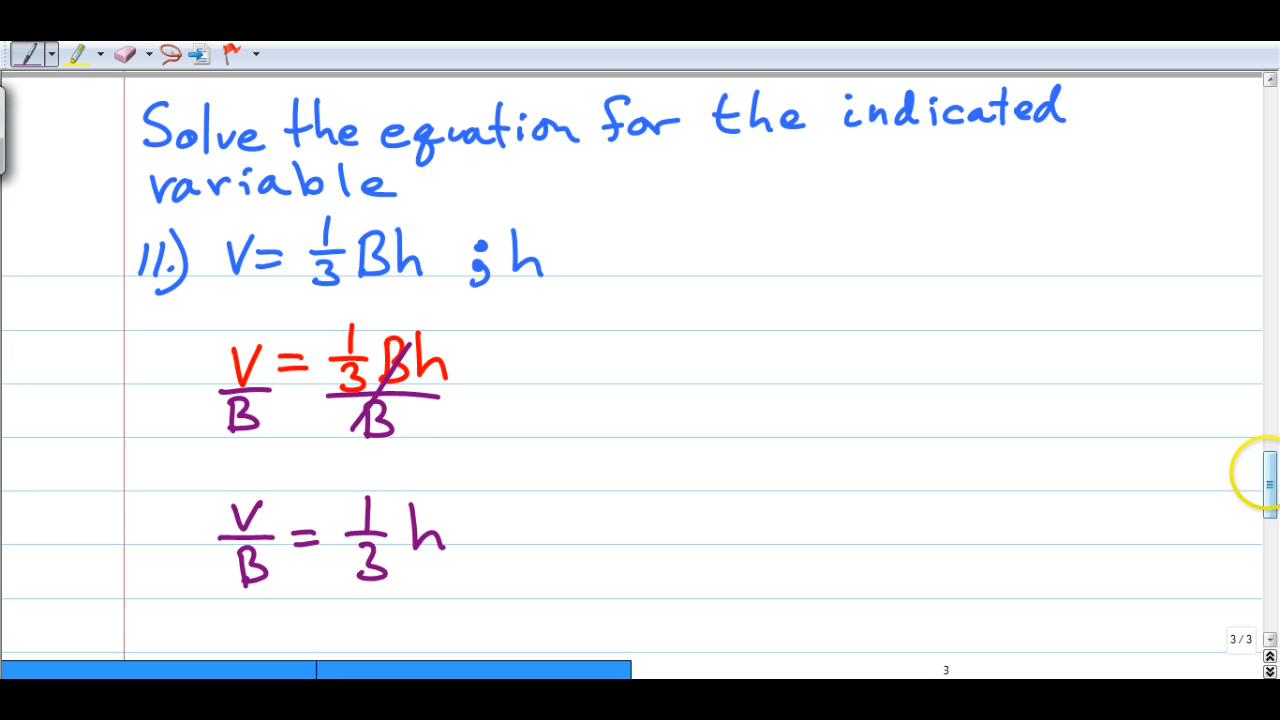 Solve the equation for the indicated
variable
11.) V = 1/3 Bh ; h
V = 1/3 Bh
B B
V/B = 1/3 h
3 / 3
3